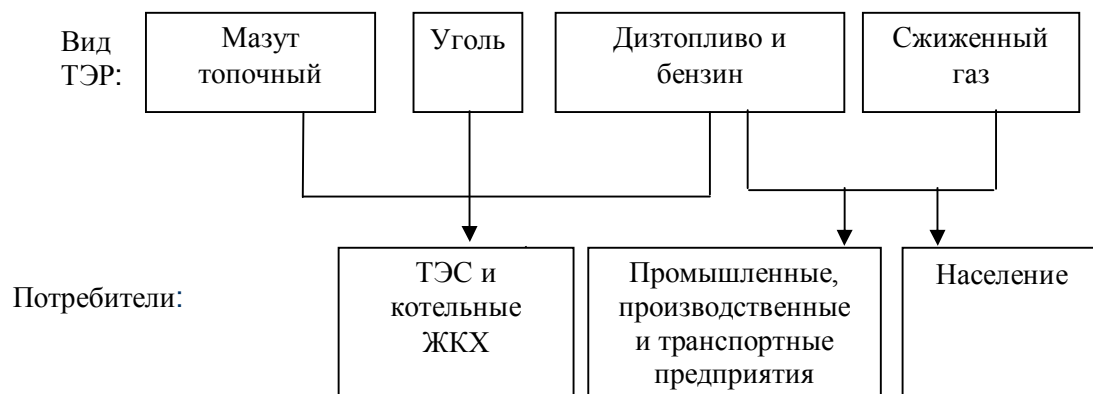 Вид
ТЭР:
Мазут
топочный
Уголь
Дизтопливо и
бензин
Сжиженный
газ
Потребители:
ТЭС и
котельные
ЖКХ
Промышленные,
производственные
и транспортные
предприятия
Население